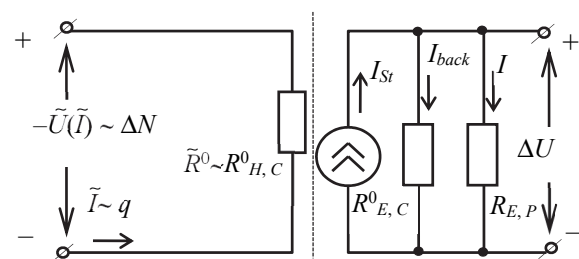 +
−Ũ(Ĩ) ~ ΔN
Ĩ~ q
−
R̃⁰~R⁰H, C
+
ISt
Iback
I
ΔU
R⁰E, C
RE, P
−